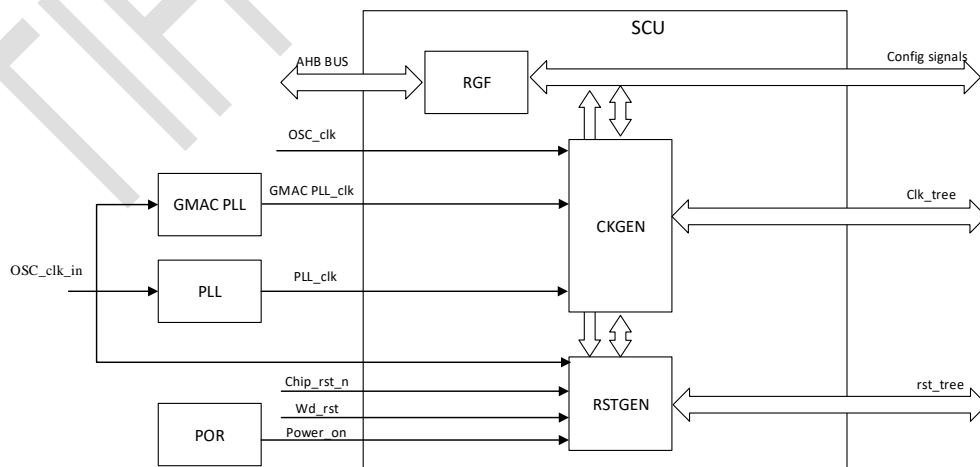 SCU
AHB BUS
RGF
Config signals
OSC_clk
GMAC PLL
GMAC PLL_clk
CKGEN
Clk_tree
OSC_clk_in
PLL
PLL_clk
Chip_rst_n
Wd_rst
Power_on
POR
RSTGEN
rst_tree